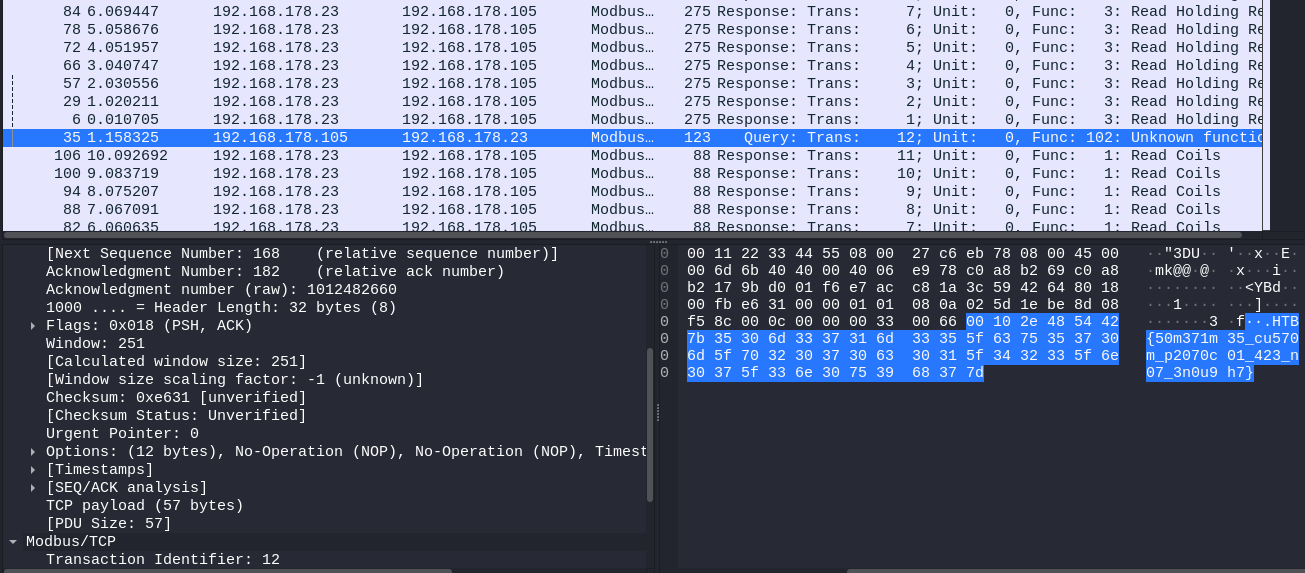 84 6.069447 192.168.178.23 192.168.178.105 Modbus… 275 Response: Trans: 7; Unit: 0, Func: 3: Read Holding Re
78 5.058676 192.168.178.23 192.168.178.105 Modbus… 275 Response: Trans: 6; Unit: 0, Func: 3: Read Holding Re
72 4.051957 192.168.178.23 192.168.178.105 Modbus… 275 Response: Trans: 5; Unit: 0, Func: 3: Read Holding Re
66 3.040747 192.168.178.23 192.168.178.105 Modbus… 275 Response: Trans: 4; Unit: 0, Func: 3: Read Holding Re
57 2.030556 192.168.178.23 192.168.178.105 Modbus… 275 Response: Trans: 3; Unit: 0, Func: 3: Read Holding Re
29 1.020211 192.168.178.23 192.168.178.105 Modbus… 275 Response: Trans: 2; Unit: 0, Func: 3: Read Holding Re
6 0.010705 192.168.178.23 192.168.178.105 Modbus… 275 Response: Trans: 1; Unit: 0, Func: 3: Read Holding Re
35 1.158325 192.168.178.105 192.168.178.23 Modbus… 123 Query: Trans: 12; Unit: 0, Func: 102: Unknown functio
106 10.092692 192.168.178.23 192.168.178.105 Modbus… 88 Response: Trans: 11; Unit: 0, Func: 1: Read Coils
100 9.083719 192.168.178.23 192.168.178.105 Modbus… 88 Response: Trans: 10; Unit: 0, Func: 1: Read Coils
94 8.075207 192.168.178.23 192.168.178.105 Modbus… 88 Response: Trans: 9; Unit: 0, Func: 1: Read Coils
88 7.067091 192.168.178.23 192.168.178.105 Modbus… 88 Response: Trans: 8; Unit: 0, Func: 1: Read Coils
82 6.060635 192.168.178.23 192.168.178.105 Modbus… 88 Response: Trans: 7; Unit: 0, Func: 1: Read Coils
[Next Sequence Number: 168 (relative sequence number)]
Acknowledgment Number: 182 (relative ack number)
Acknowledgment number (raw): 1012482660
1000 .... = Header Length: 32 bytes (8)
Flags: 0x018 (PSH, ACK)
Window: 251
[Calculated window size: 251]
[Window size scaling factor: -1 (unknown)]
Checksum: 0xe631 [unverified]
[Checksum Status: Unverified]
Urgent Pointer: 0
Options: (12 bytes), No-Operation (NOP), No-Operation (NOP), Timest
[Timestamps]
[SEQ/ACK analysis]
TCP payload (57 bytes)
[PDU Size: 57]
Modbus/TCP
Transaction Identifier: 12
0 00 11 22 33 44 55 08 00 27 c6 eb 78 08 00 45 00 ··"3DU·· '··x··E·
0 00 6d 6b 40 40 00 40 06 e9 78 c0 a8 b2 69 c0 a8 ·mk@@·@· ·x···i··
0 b2 17 9b d0 01 f6 e7 ac c8 1a 3c 59 42 64 80 18 ········ ··<YBd··
0 00 fb e6 31 00 00 01 01 08 0a 02 5d 1e be 8d 08 ···1···· ···]····
0 f5 8c 00 0c 00 00 00 33 00 66 00 10 2e 48 54 42 ·······3 ·f··.HTB
0 7b 35 30 6d 33 37 31 6d 33 35 5f 63 75 35 37 30 {50m371m 35_cu570
0 6d 5f 70 32 30 37 30 63 30 31 5f 34 32 33 5f 6e m_p2070c 01_423_n
0 30 37 5f 33 6e 30 75 39 68 37 7d 07_3n0u9 h7}